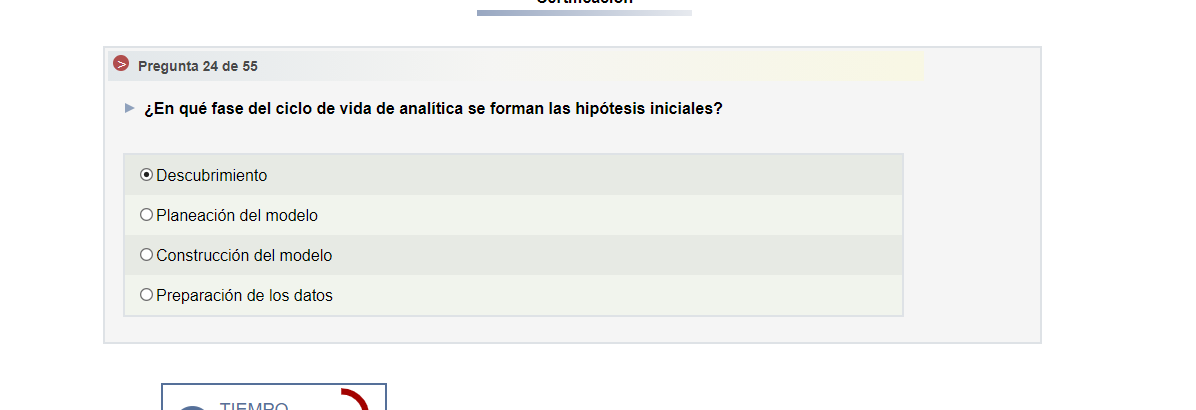 Certificación
Pregunta 24 de 55
¿En qué fase del ciclo de vida de analítica se forman las hipótesis iniciales?
Descubrimiento
Planeación del modelo
Construcción del modelo
Preparación de los datos
TIEMPO